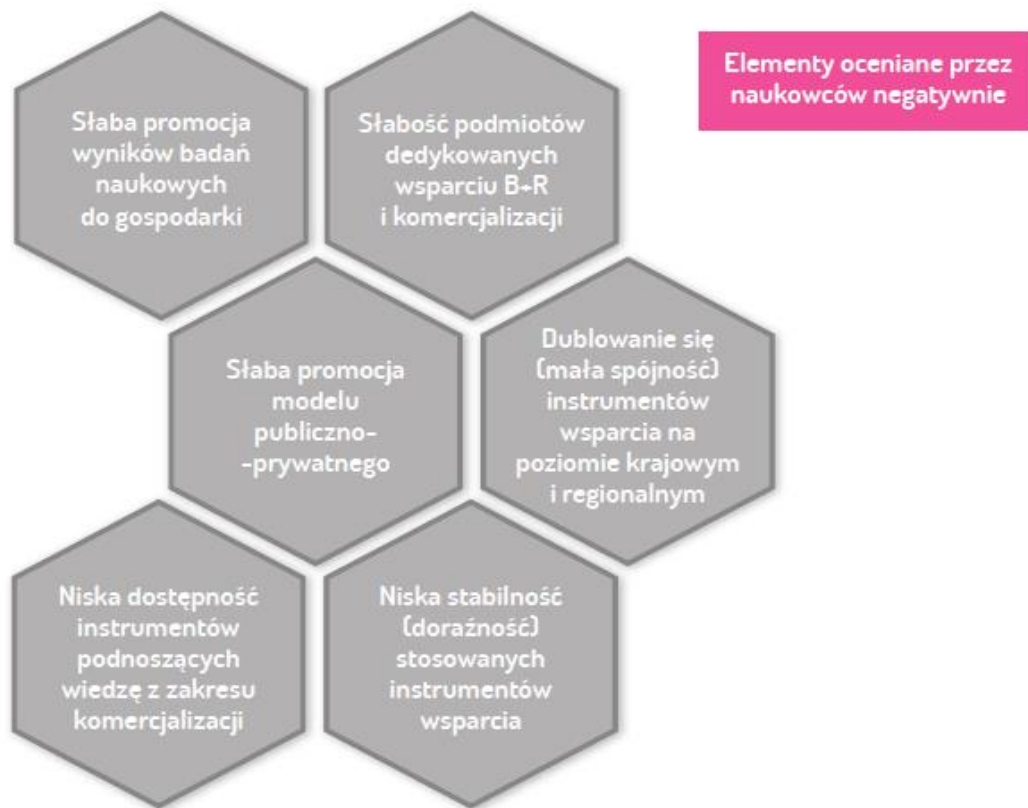 Elementy oceniane przez
naukowców negatywnie
Słaba promocja
wyników badań
naukowych
do gospodarki
Słabość podmiotów
dedykowanych
wsparciu B+R
i komercjalizacji
Słaba promocja
modelu
publiczno-
-prywatnego
Dublowanie się
(mała spójność)
instrumentów
wsparcia na
poziomie krajowym
i regionalnym
Niska dostępność
instrumentów
podnoszących
wiedzę z zakresu
komercjalizacji
Niska stabilność
(doraźność)
stosowanych
instrumentów
wsparcia